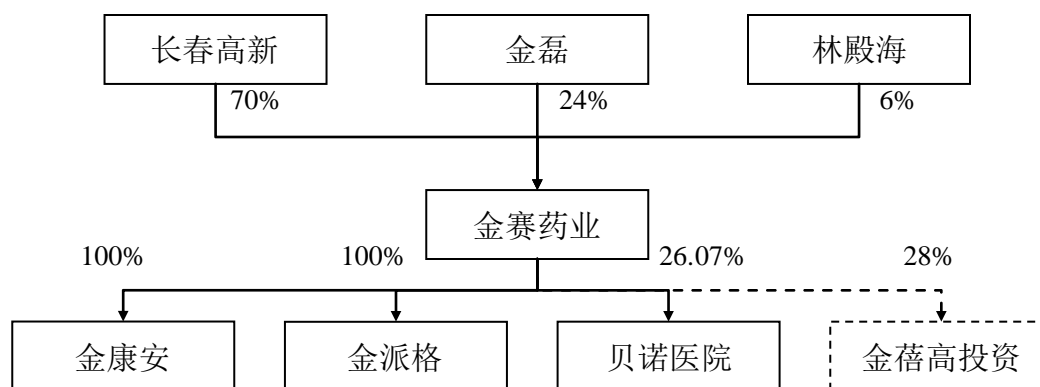 长春高新
金磊
林殿海
70%
24%
6%
金赛药业
100%
100%
26.07%
28%
金康安
金派格
贝诺医院
金蓓高投资